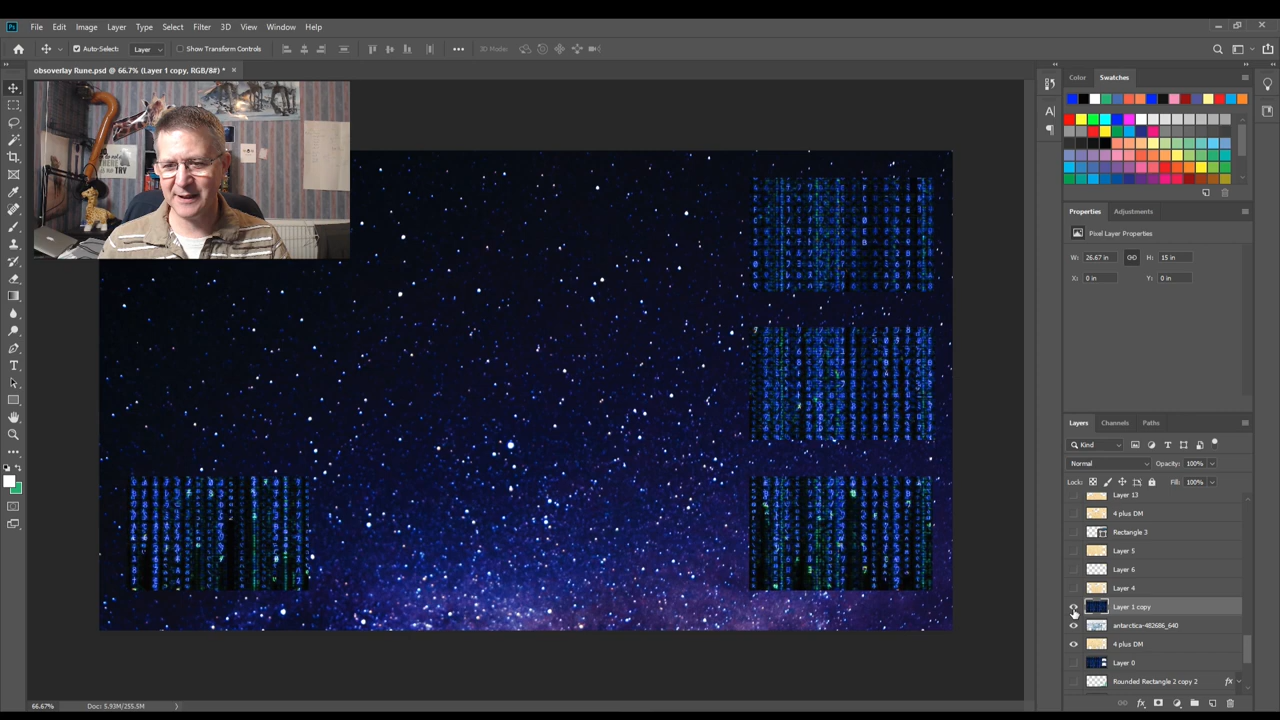 File Edit Image Layer Type Select Filter 3D View Window Help
Auto-Select: Layer Show Transform Controls 3D Mode:
obsoverlay Rune.psd @ 66.7% (Layer 1 copy, RGB/8#) *
Color Swatches
TRY
Properties Adjustments
Pixel Layer Properties
W: 26.67 in H: 15 in
X: 0 in Y: 0 in
Layers Channels Paths
Kind
Normal Opacity: 100%
Lock: Fill: 100%
Layer 13
4 plus DM
Rectangle 3
Layer 5
Layer 6
Layer 4
Layer 1 copy
antarctica-482686_640
4 plus DM
Layer 0
Rounded Rectangle 2 copy 2 fx
66.67% Doc: 5.93M/255.5M